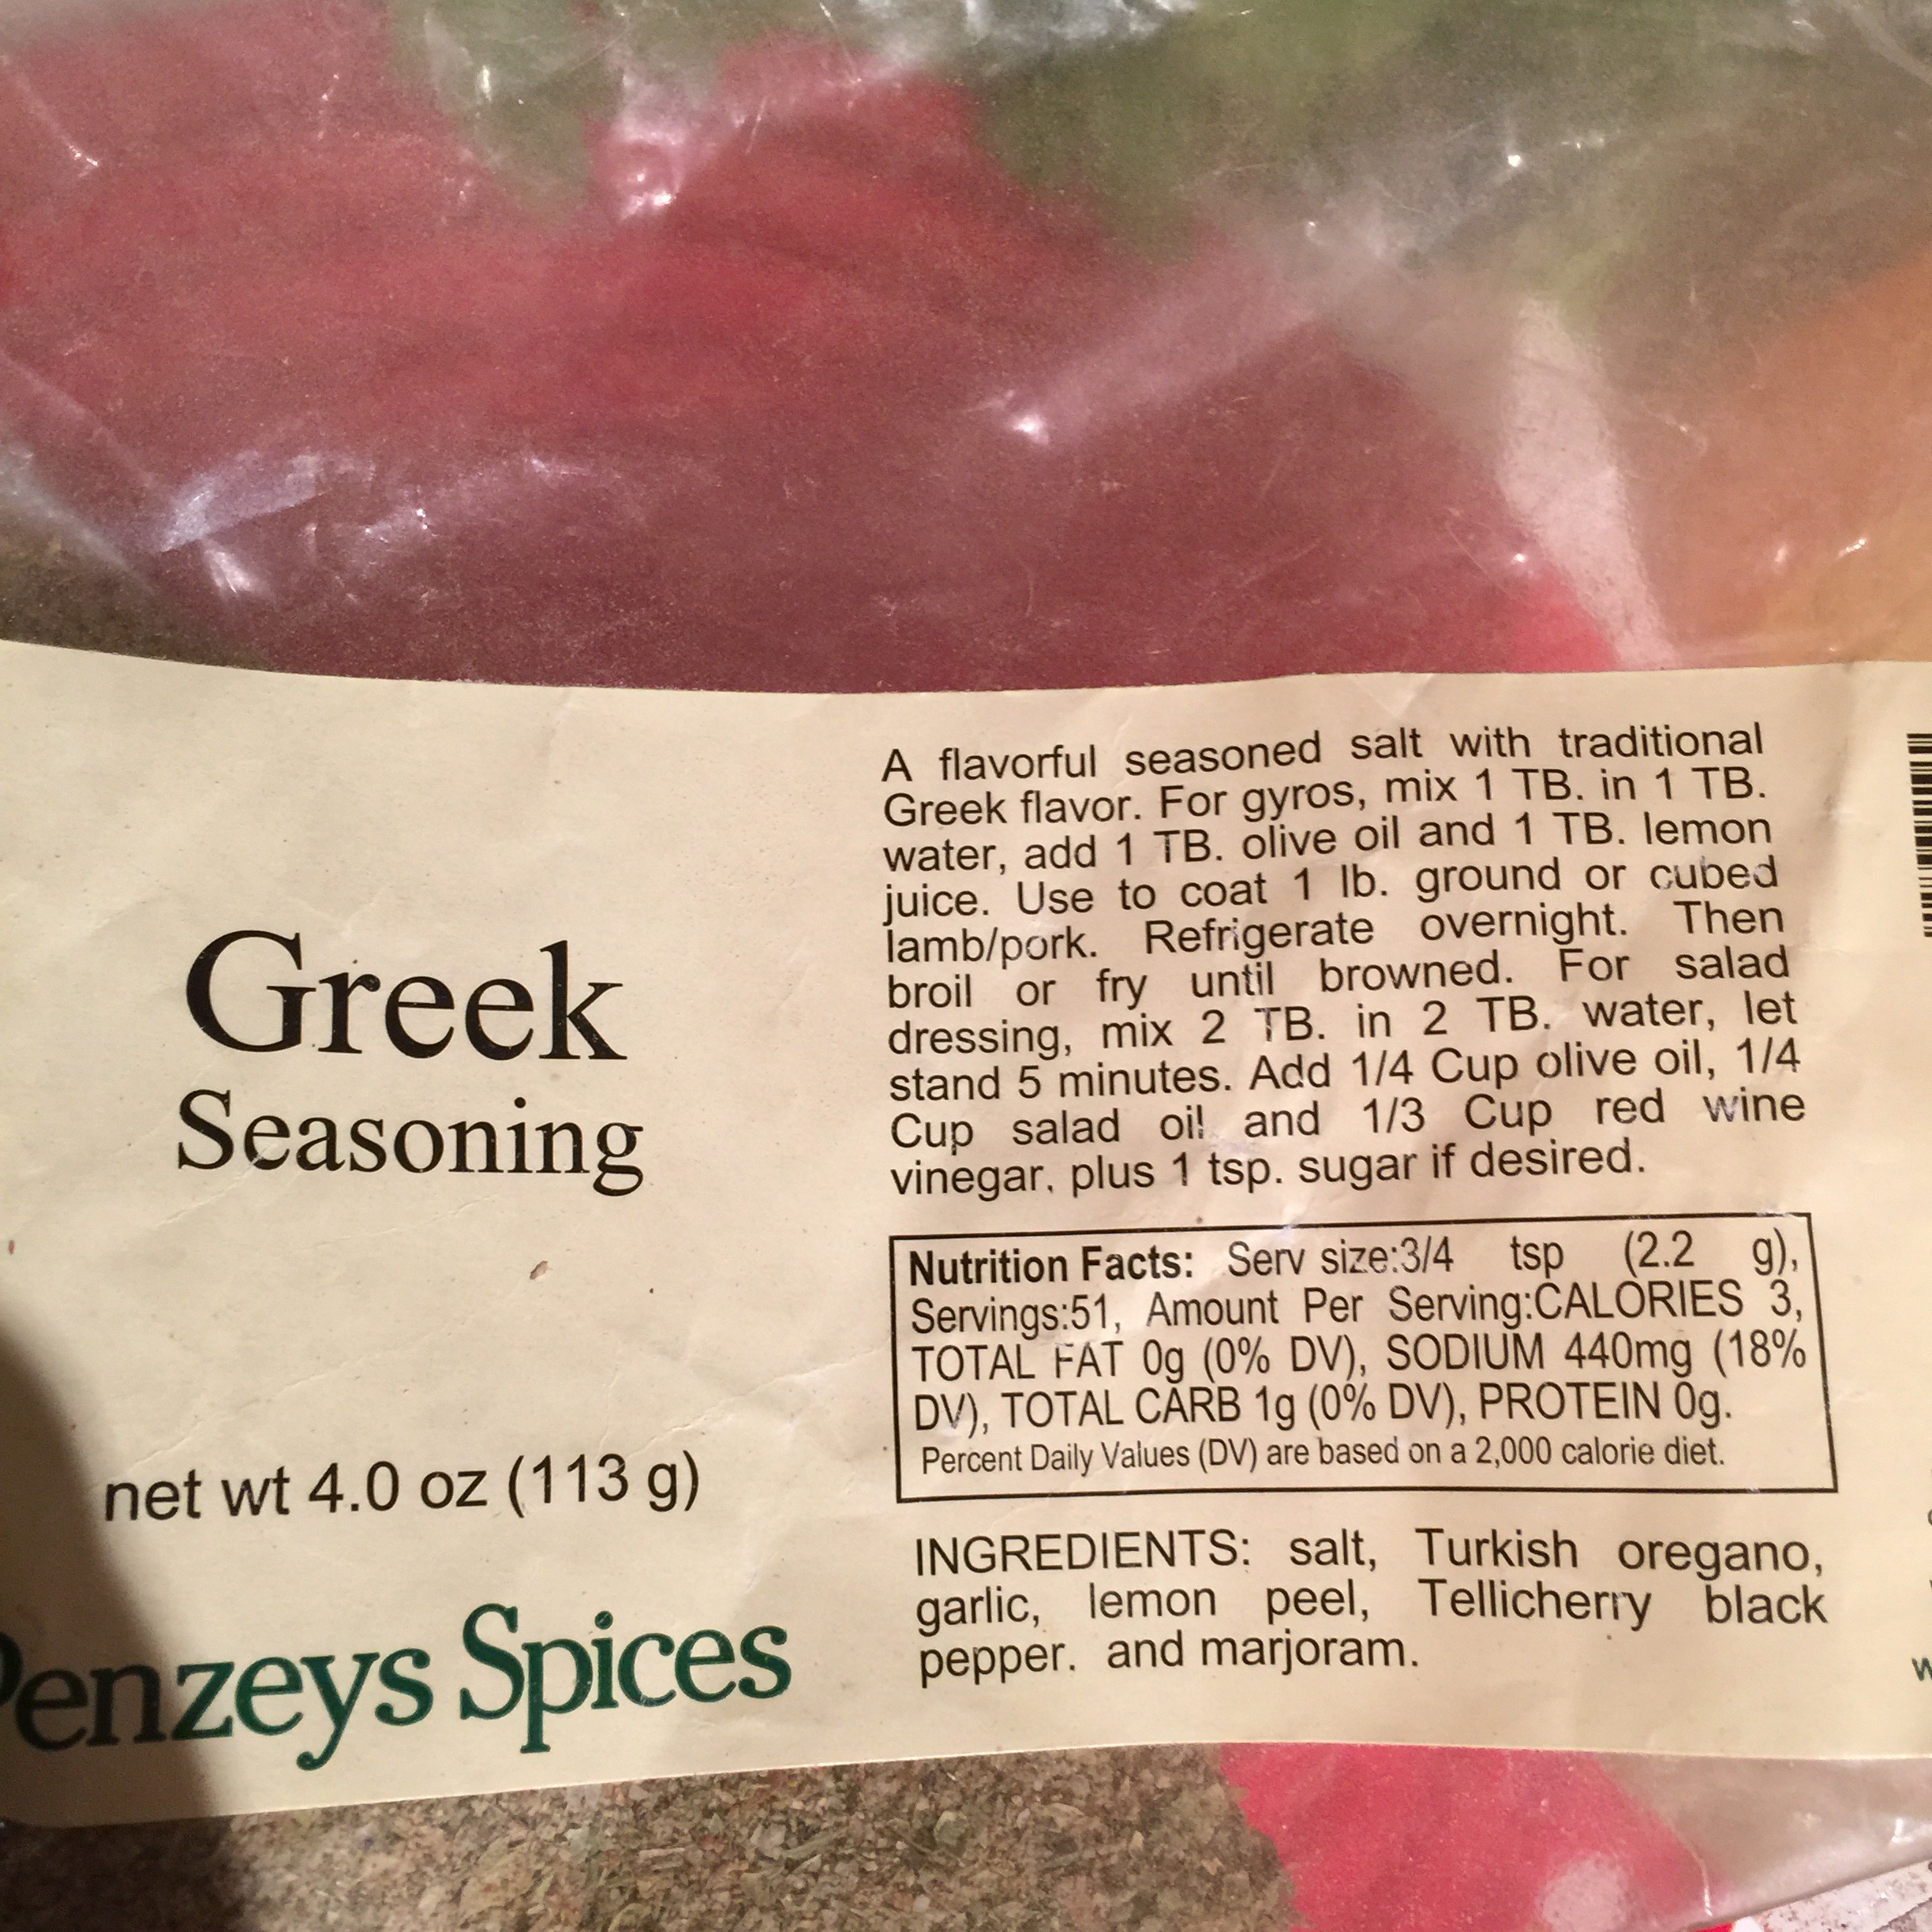 Greek
Seasoning
net wt 4.0 oz (113 g)
Penzeys Spices
A flavorful seasoned salt with traditional
Greek flavor. For gyros, mix 1 TB. in 1 TB.
water, add 1 TB. olive oil and 1 TB. lemon
juice. Use to coat 1 lb. ground or cubed
lamb/pork. Refrigerate overnight. Then
broil or fry until browned. For salad
dressing, mix 2 TB. in 2 TB. water, let
stand 5 minutes. Add 1/4 Cup olive oil, 1/4
Cup salad oil and 1/3 Cup red wine
vinegar, plus 1 tsp. sugar if desired.
Nutrition Facts: Serv size:3/4 tsp (2.2 g),
Servings:51, Amount Per Serving:CALORIES 3,
TOTAL FAT 0g (0% DV), SODIUM 440mg (18%
DV), TOTAL CARB 1g (0% DV), PROTEIN 0g.
Percent Daily Values (DV) are based on a 2,000 calorie diet.
INGREDIENTS: salt, Turkish oregano,
garlic, lemon peel, Tellicherry black
pepper. and marjoram.